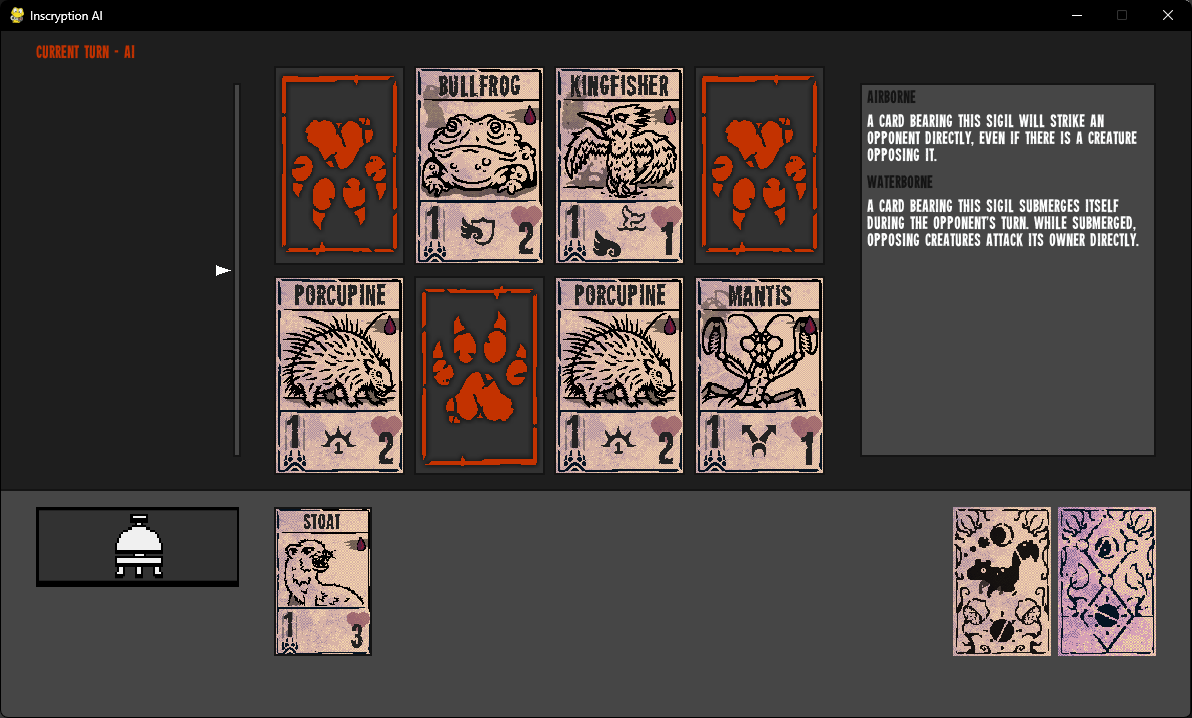 Inscryption AI
CURRENT TURN - AI
BULLFROG
1
2
KINGFISHER
1
1
PORCUPINE
1
1
2
PORCUPINE
1
1
2
MANTIS
1
1
AIRBORNE
A CARD BEARING THIS SIGIL WILL STRIKE AN
OPPONENT DIRECTLY, EVEN IF THERE IS A CREATURE
OPPOSING IT.
WATERBORNE
A CARD BEARING THIS SIGIL SUBMERGES ITSELF
DURING THE OPPONENT'S TURN. WHILE SUBMERGED,
OPPOSING CREATURES ATTACK ITS OWNER DIRECTLY.
STOAT
1
3